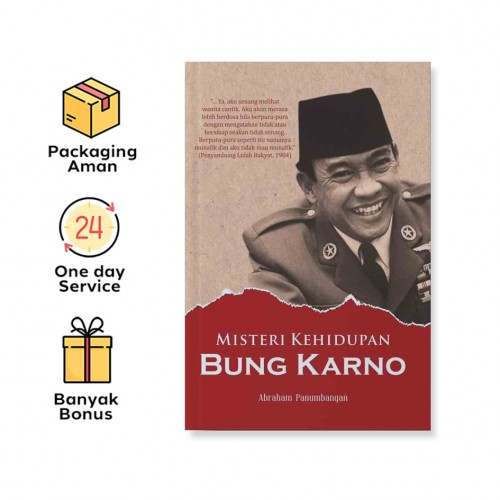 Packaging
Aman
24
One day
Service
Banyak
Bonus
"... Ya, aku senang melihat
wanita cantik. Aku akan merasa
lebih berdosa bila berpura-pura
dengan mengatakan tidak atau
bersikap seakan tidak senang.
Berpura-pura seperti itu namanya
munafik dan aku tidak mau munafik."
(Penyambung Lidah Rakyat, 1984)
MISTERI KEHIDUPAN
BUNG KARNO
Abraham Panumbangan